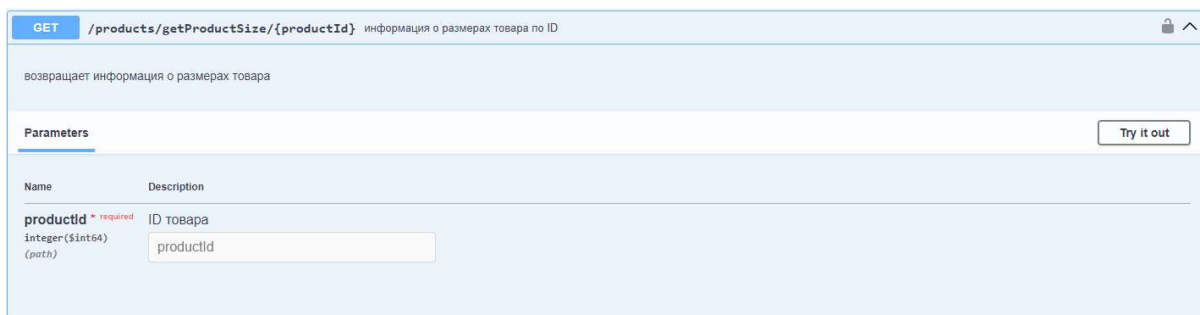 GET /products/getProductSize/{productId} информация о размерах товара по ID
возвращает информация о размерах товара
Parameters Try it out
Name Description
productId * required ID товара
integer($int64) productId
(path)